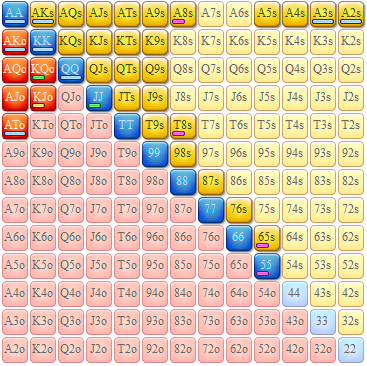 AA AKs AQs AJs ATs A9s A8s A7s A6s A5s A4s A3s A2s
AKo KK KQs KJs KTs K9s K8s K7s K6s K5s K4s K3s K2s
AQo KQo QQ QJs QTs Q9s Q8s Q7s Q6s Q5s Q4s Q3s Q2s
AJo KJo QJo JJ JTs J9s J8s J7s J6s J5s J4s J3s J2s
ATo KTo QTo JTo TT T9s T8s T7s T6s T5s T4s T3s T2s
A9o K9o Q9o J9o T9o 99 98s 97s 96s 95s 94s 93s 92s
A8o K8o Q8o J8o T8o 98o 88 87s 86s 85s 84s 83s 82s
A7o K7o Q7o J7o T7o 97o 87o 77 76s 75s 74s 73s 72s
A6o K6o Q6o J6o T6o 96o 86o 76o 66 65s 64s 63s 62s
A5o K5o Q5o J5o T5o 95o 85o 75o 65o 55 54s 53s 52s
A4o K4o Q4o J4o T4o 94o 84o 74o 64o 54o 44 43s 42s
A3o K3o Q3o J3o T3o 93o 83o 73o 63o 53o 43o 33 32s
A2o K2o Q2o J2o T2o 92o 82o 72o 62o 52o 42o 32o 22